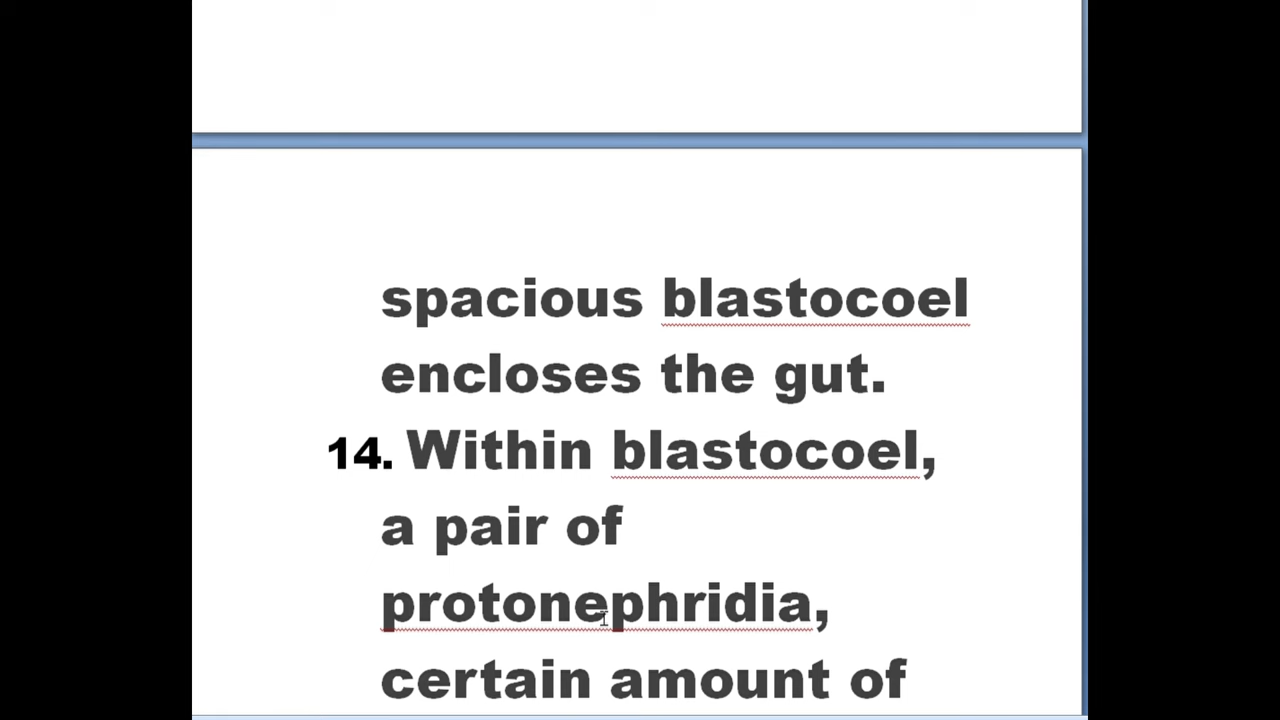 spacious blastocoel
encloses the gut.
14. Within blastocoel,
a pair of
protonephridia,
certain amount of